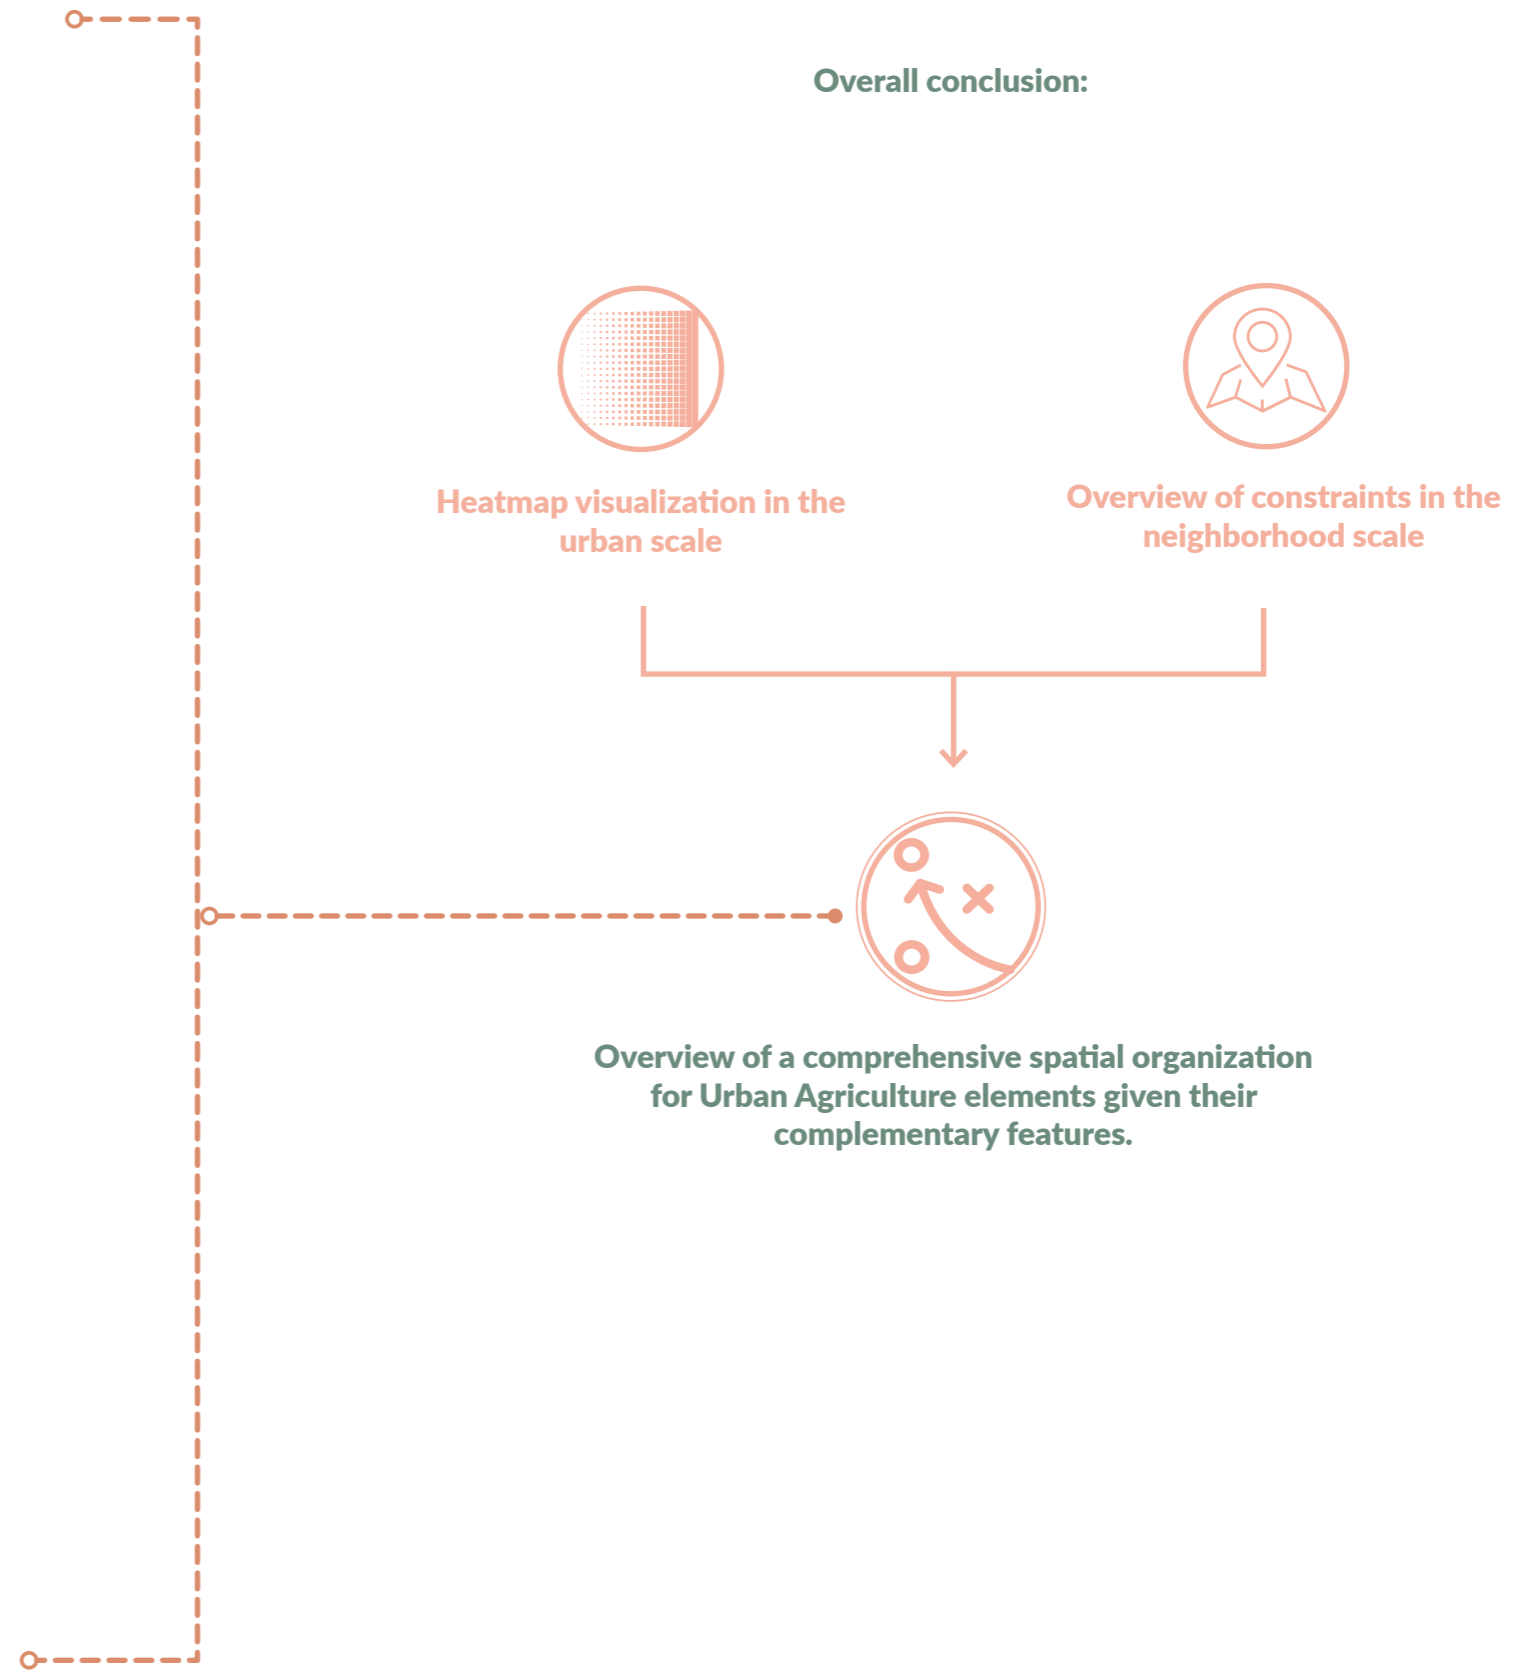 Overall conclusion:
Heatmap visualization in the
urban scale
Overview of constraints in the
neighborhood scale
Overview of a comprehensive spatial organization
for Urban Agriculture elements given their
complementary features.